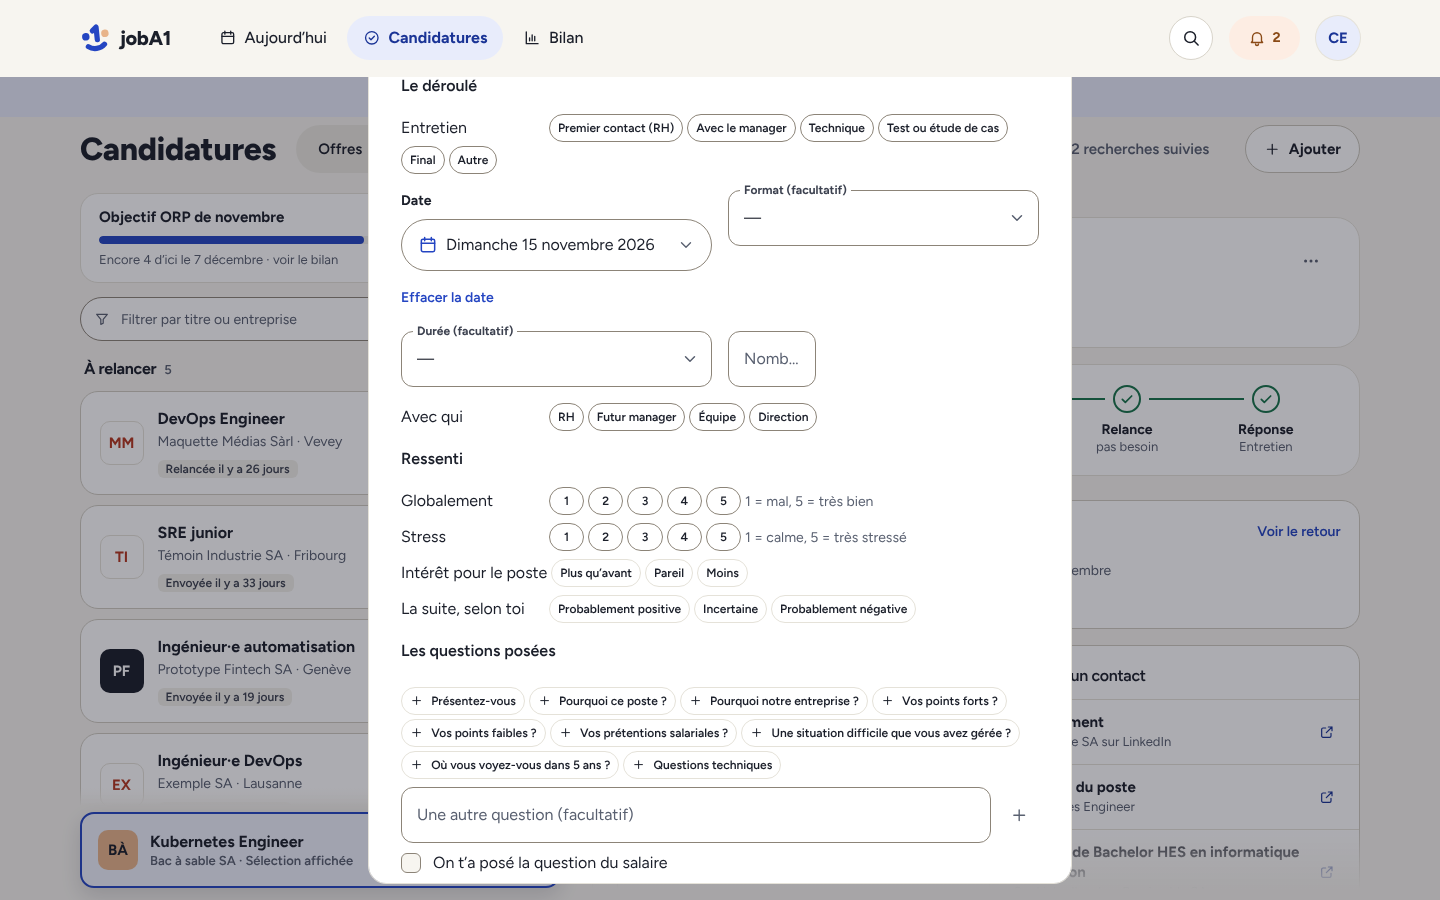 jobA1
Aujourd’hui
Candidatures
Bilan
2
CE
Candidatures
Offres
2 recherches suivies
Ajouter
Objectif ORP de novembre
Encore 4 d’ici le 7 décembre · voir le bilan
Filtrer par titre ou entreprise
À relancer 5
MM
DevOps Engineer
Maquette Médias Sàrl · Vevey
Relancée il y a 26 jours
TI
SRE junior
Témoin Industrie SA · Fribourg
Envoyée il y a 33 jours
PF
Ingénieur·e automatisation
Prototype Fintech SA · Genève
Envoyée il y a 19 jours
EX
Ingénieur·e DevOps
Exemple SA · Lausanne
BÀ
Kubernetes Engineer
Bac à sable SA · Sélection affichée
Le déroulé
Entretien
Premier contact (RH)
Avec le manager
Technique
Test ou étude de cas
Final
Autre
Date
Dimanche 15 novembre 2026
Format (facultatif)
—
Effacer la date
Durée (facultatif)
—
Nomb...
Avec qui
RH
Futur manager
Équipe
Direction
Ressenti
Globalement
1 2 3 4 5 1 = mal, 5 = très bien
Stress
1 2 3 4 5 1 = calme, 5 = très stressé
Intérêt pour le poste
Plus qu’avant
Pareil
Moins
La suite, selon toi
Probablement positive
Incertaine
Probablement négative
Les questions posées
Présentez-vous
Pourquoi ce poste ?
Pourquoi notre entreprise ?
Vos points forts ?
Vos points faibles ?
Vos prétentions salariales ?
Une situation difficile que vous avez gérée ?
Où vous voyez-vous dans 5 ans ?
Questions techniques
Une autre question (facultatif)
On t’a posé la question du salaire
Relance
pas besoin
Réponse
Entretien
Voir le retour
embre
un contact
ment
e SA sur LinkedIn
du poste
es Engineer
de Bachelor HES en informatique
on